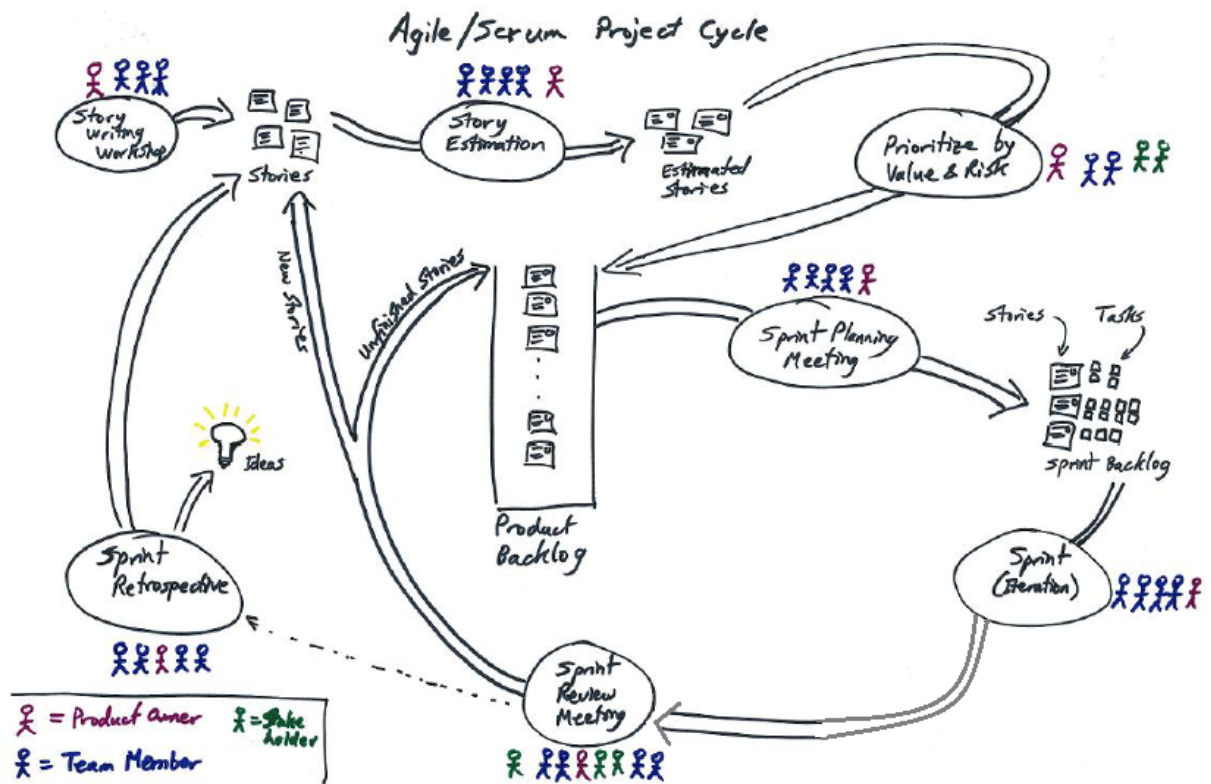 Agile/Scrum Project Cycle
Story
Writing
Workshop
Stories
Story
Estimation
Estimated
Stories
Prioritize by
Value & Risk
New Stories
Unfinished Stories
Product
Backlog
Sprint Planning
Meeting
Stories
Tasks
Sprint Backlog
Sprint
(Iteration)
Sprint
Review
Meeting
Sprint
Retrospective
Ideas
= Product Owner
= Stake
holder
= Team Member